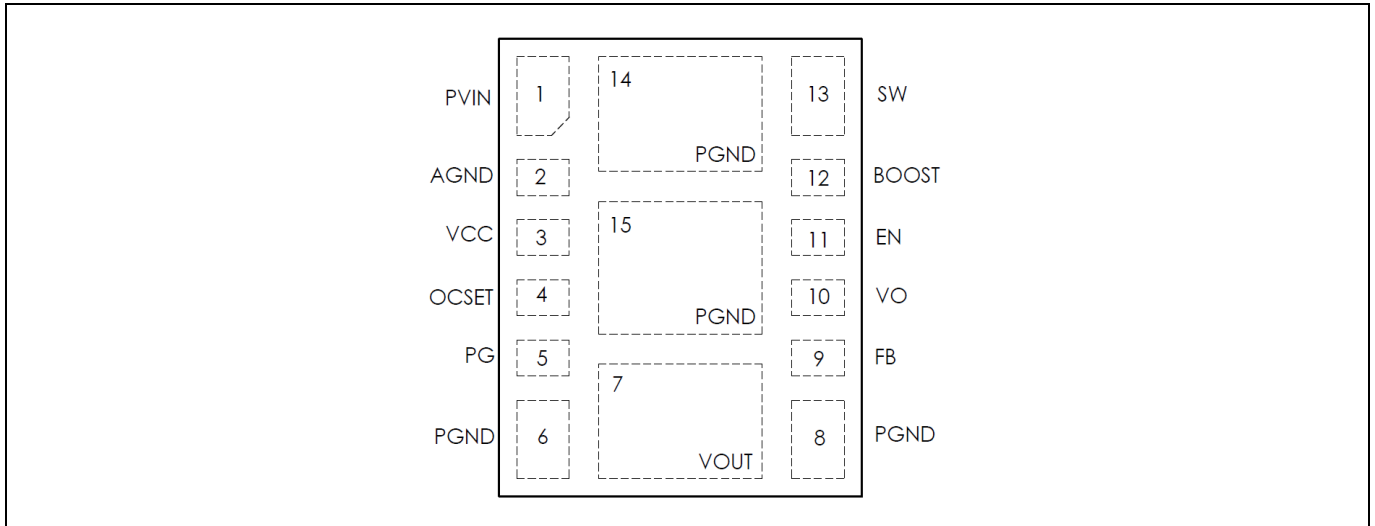 PVIN 1 14 13 SW
PGND
AGND 2 12 BOOST
VCC 3 15 11 EN
OCSET 4 10 VO
PGND
PG 5 9 FB
7
PGND 6 8 PGND
VOUT